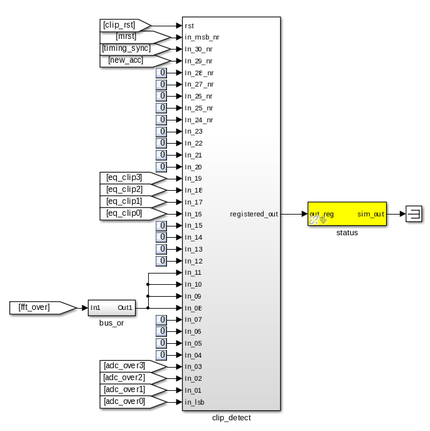 [clip_rst] rst
[mrst] in_msb_nr
[timing_sync] In_30_nr
[new_acc] In_29_nr
0 In_28_nr
0 In_27_nr
0 In_26_nr
0 In_25_nr
0 In_24_nr
0 In_23
0 In_22
0 In_21
0 In_20
[eq_clip3] In_19
[eq_clip2] In_18
[eq_clip1] In_17
[eq_clip0] In_16 registered_out out_reg sim_out
status
0 In_15
0 In_14
0 In_13
0 In_12
In_11
In_10
In_09
[fft_over] In1 Out1 In_08
bus_or
0 In_07
0 In_06
0 In_05
0 In_04
[adc_over3] In_03
[adc_over2] In_02
[adc_over1] In_01
[adc_over0] in_lsb
clip_detect